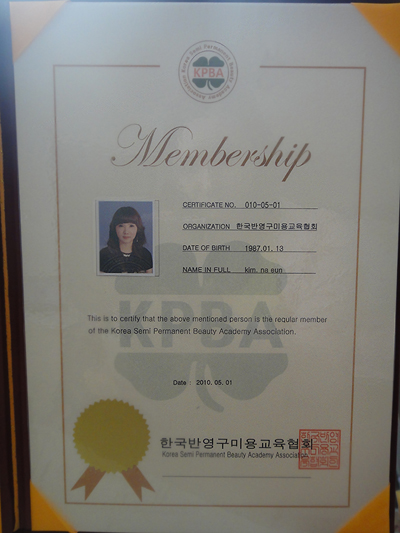 KPBA
Membership
CERTIFICATE NO. 010-05-01
ORGANIZATION 한국반영구미용교육협회
DATE OF BIRTH 1987.01.13
NAME IN FULL kim, na eun
KPBA
This is to certify that the above mentioned person is the regular member
of the Korea Semi Permanent Beauty Academy Association.
Date : 2010. 05. 01
한국반영구미용교육협회
Korea Semi Permanent Beauty Academy Association